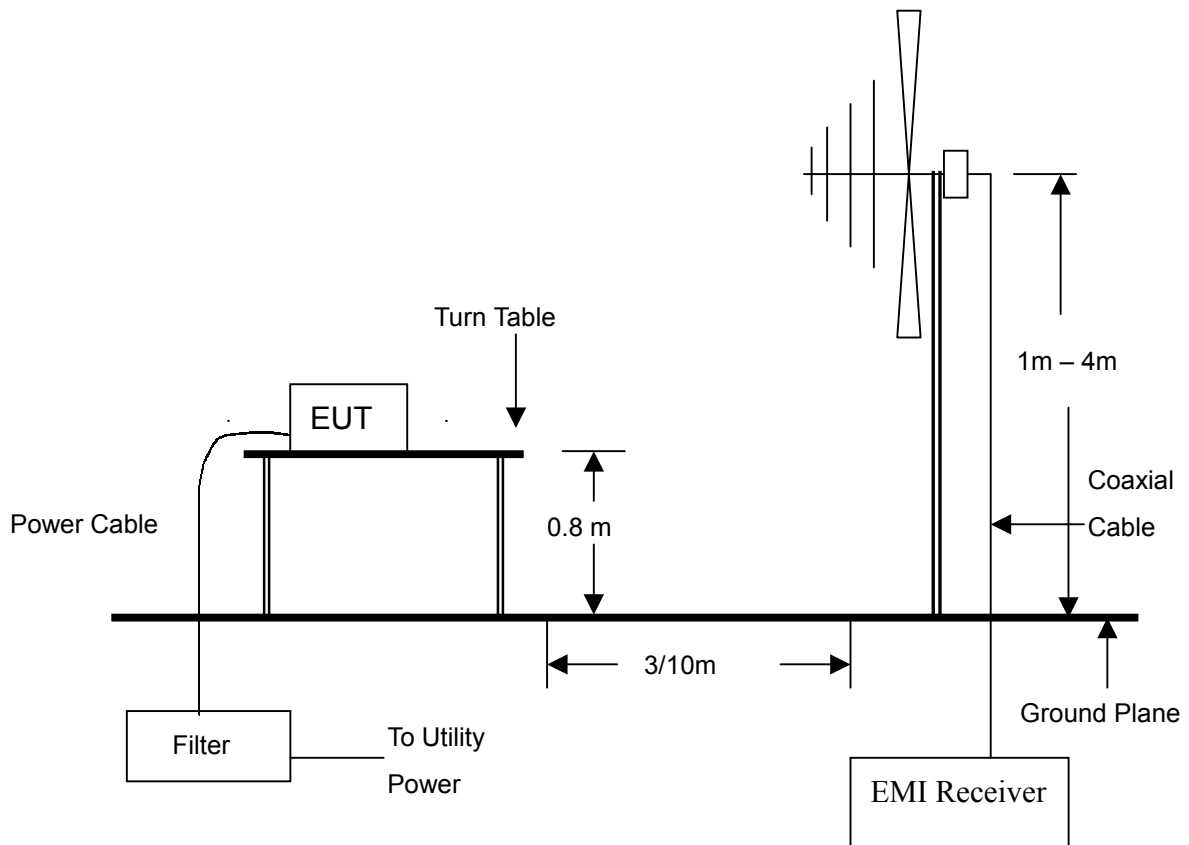 Turn Table
1m – 4m
EUT
Coaxial
Cable
Power Cable
0.8 m
3/10m
Ground Plane
Filter
To Utility
Power
EMI Receiver